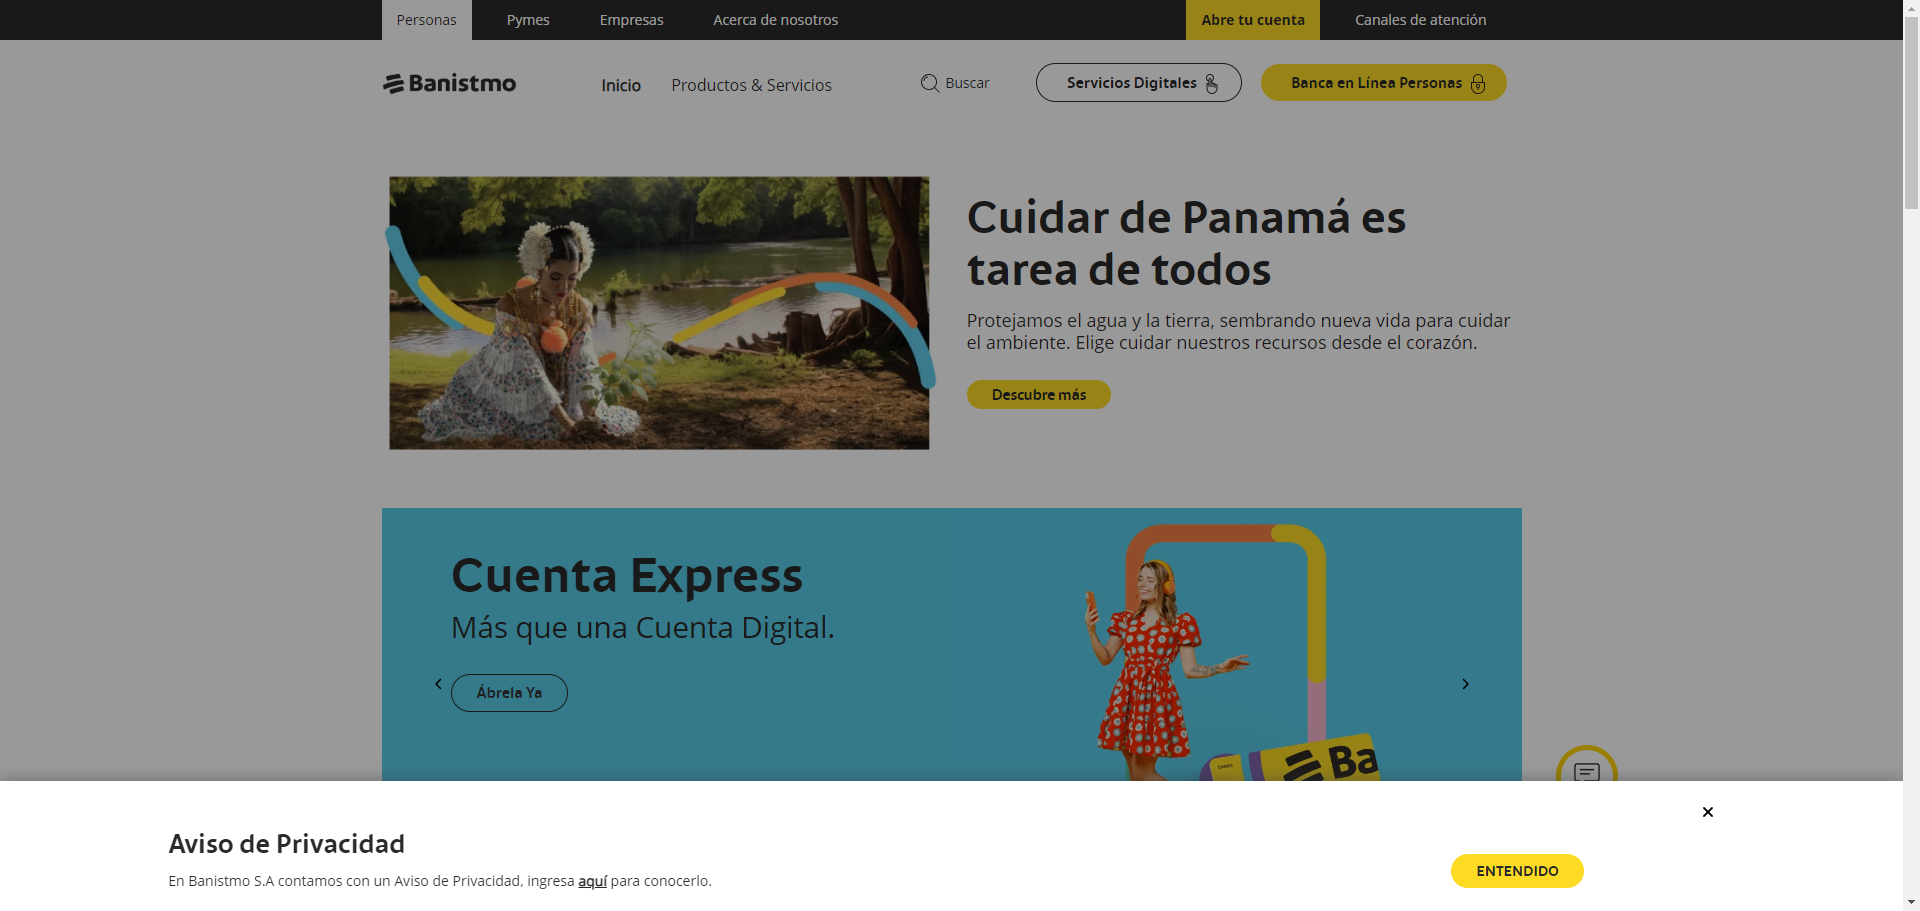 Personas
Pymes
Empresas
Acerca de nosotros
Abre tu cuenta
Canales de atención
Banistmo
Inicio
Productos & Servicios
Buscar
Servicios Digitales
Banca en Línea Personas
Cuidar de Panamá es
tarea de todos
Protejamos el agua y la tierra, sembrando nueva vida para cuidar
el ambiente. Elige cuidar nuestros recursos desde el corazón.
Descubre más
Cuenta Express
Más que una Cuenta Digital.
Ábrela Ya
Ba
Aviso de Privacidad
En Banistmo S.A contamos con un Aviso de Privacidad, ingresa aquí para conocerlo.
ENTENDIDO